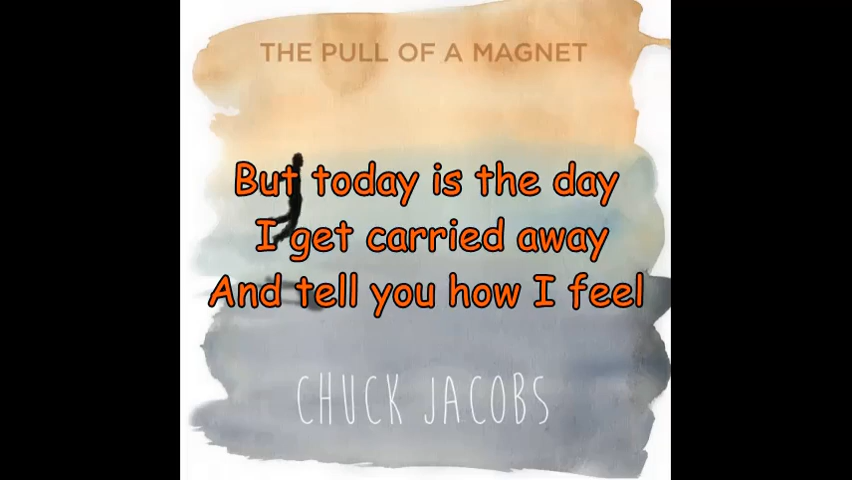 THE PULL OF A MAGNET
But today is the day
I get carried away
And tell you how I feel
CHUCK JACOBS